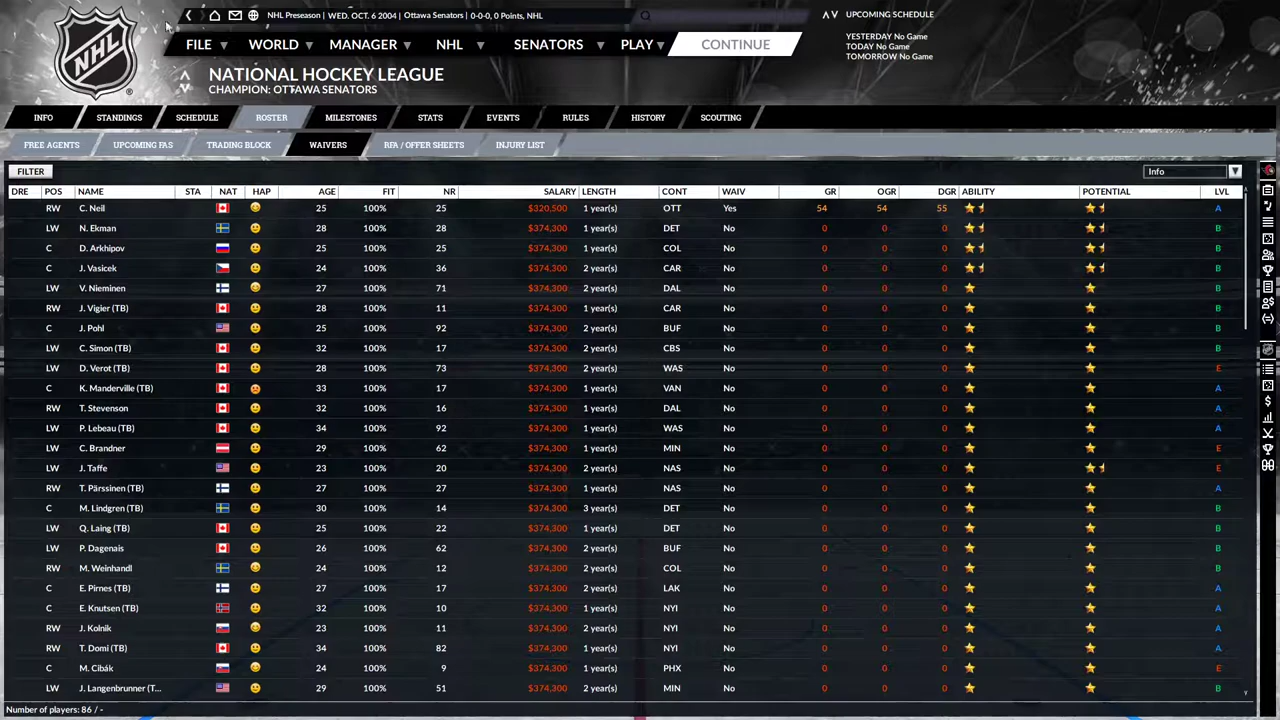 NHL Preseason | WED. OCT. 6 2004 | Ottawa Senators | 0-0-0, 0 Points, NHL
UPCOMING SCHEDULE
YESTERDAY No Game
TODAY No Game
TOMORROW No Game
NHL
FILE WORLD MANAGER NHL SENATORS PLAY CONTINUE
NATIONAL HOCKEY LEAGUE
CHAMPION: OTTAWA SENATORS
INFO STANDINGS SCHEDULE ROSTER MILESTONES STATS EVENTS RULES HISTORY SCOUTING
FREE AGENTS UPCOMING FAS TRADING BLOCK WAIVERS RFA / OFFER SHEETS INJURY LIST
FILTER Info
DRE POS NAME STA NAT HAP AGE FIT NR SALARY LENGTH CONT WAIV GR OGR DGR ABILITY POTENTIAL LVL
RW C. Neil 25 100% 25 $320,500 1 year(s) OTT Yes 54 54 55 A
LW N. Ekman 28 100% 28 $374,300 1 year(s) DET No 0 0 0 B
C D. Arkhipov 25 100% 25 $374,300 1 year(s) COL No 0 0 0 B
C J. Vasicek 24 100% 36 $374,300 2 year(s) CAR No 0 0 0 B
LW V. Nieminen 27 100% 71 $374,300 2 year(s) DAL No 0 0 0 B
RW J. Vigier (TB) 28 100% 11 $374,300 1 year(s) CAR No 0 0 0 B
C J. Pohl 25 100% 92 $374,300 2 year(s) BUF No 0 0 0 B
LW C. Simon (TB) 32 100% 17 $374,300 2 year(s) CBS No 0 0 0 B
LW D. Verot (TB) 28 100% 73 $374,300 2 year(s) WAS No 0 0 0 E
C K. Manderville (TB) 33 100% 17 $374,300 1 year(s) VAN No 0 0 0 A
RW T. Stevenson 32 100% 16 $374,300 1 year(s) DAL No 0 0 0 A
LW P. Lebeau (TB) 34 100% 92 $374,300 1 year(s) WAS No 0 0 0 A
LW C. Brandner 29 100% 62 $374,300 1 year(s) MIN No 0 0 0 E
LW J. Taffe 23 100% 20 $374,300 2 year(s) NAS No 0 0 0 E
RW T. Pärssinen (TB) 27 100% 27 $374,300 1 year(s) NAS No 0 0 0 A
C M. Lindgren (TB) 30 100% 14 $374,300 3 year(s) DET No 0 0 0 B
LW Q. Laing (TB) 25 100% 22 $374,300 1 year(s) DET No 0 0 0 B
LW P. Dagenais 26 100% 62 $374,300 2 year(s) BUF No 0 0 0 B
RW M. Weinhandl 24 100% 12 $374,300 2 year(s) COL No 0 0 0 B
C E. Pirnes (TB) 27 100% 17 $374,300 1 year(s) LAK No 0 0 0 A
C E. Knutsen (TB) 32 100% 10 $374,300 1 year(s) NYI No 0 0 0 A
RW J. Kolnik 23 100% 11 $374,300 2 year(s) NYI No 0 0 0 A
RW T. Domi (TB) 34 100% 82 $374,300 1 year(s) NYI No 0 0 0 A
C M. Cibák 24 100% 9 $374,300 1 year(s) PHX No 0 0 0 E
LW J. Langenbrunner (T... 29 100% 51 $374,300 2 year(s) MIN No 0 0 0 B
Number of players: 86 / -